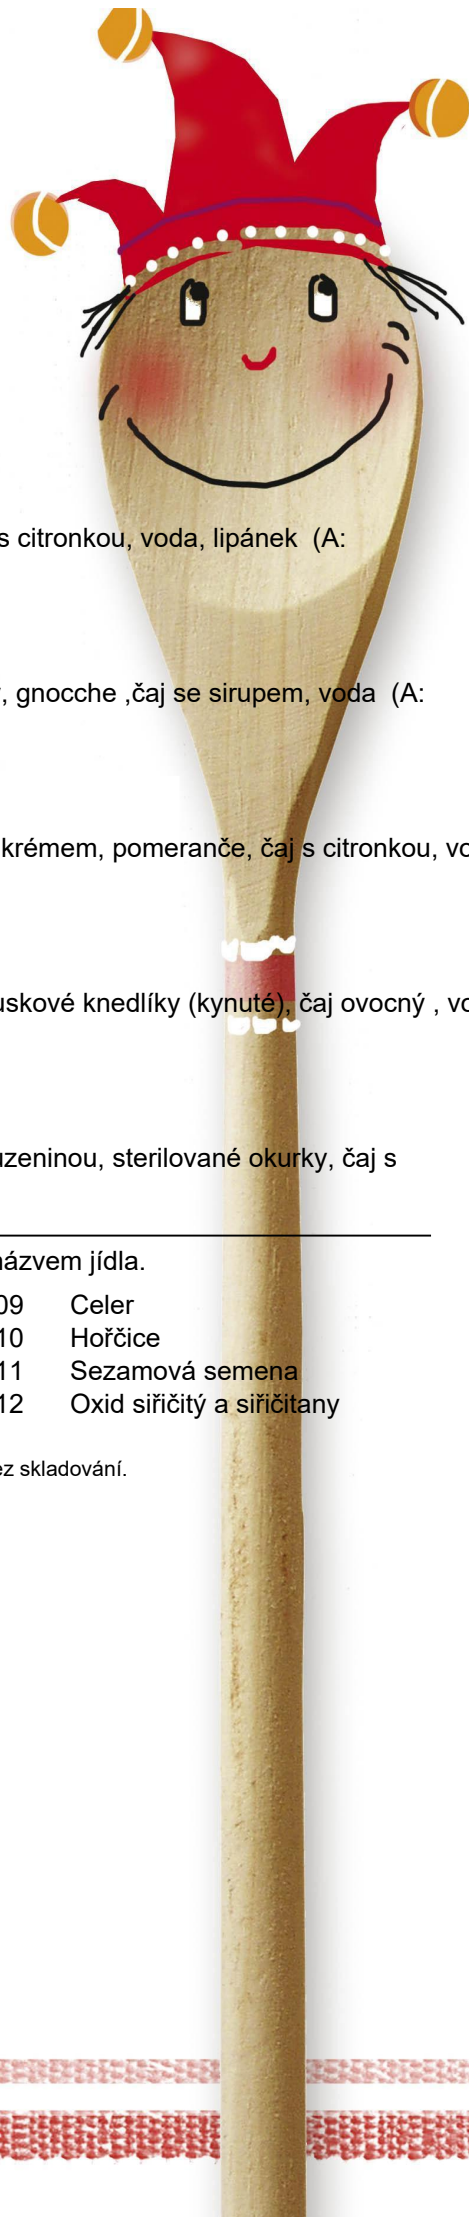 s citronkou, voda, lipánek (A:
, gnocche ,čaj se sirupem, voda (A:
krémem, pomeranče, čaj s citronkou, vo
uskové knedlíky (kynuté), čaj ovocný , vo
uzeninou, sterilované okurky, čaj s
názvem jídla.
09 Celer
10 Hořčice
11 Sezamová semena
12 Oxid siřičitý a siřičitany
ez skladování.